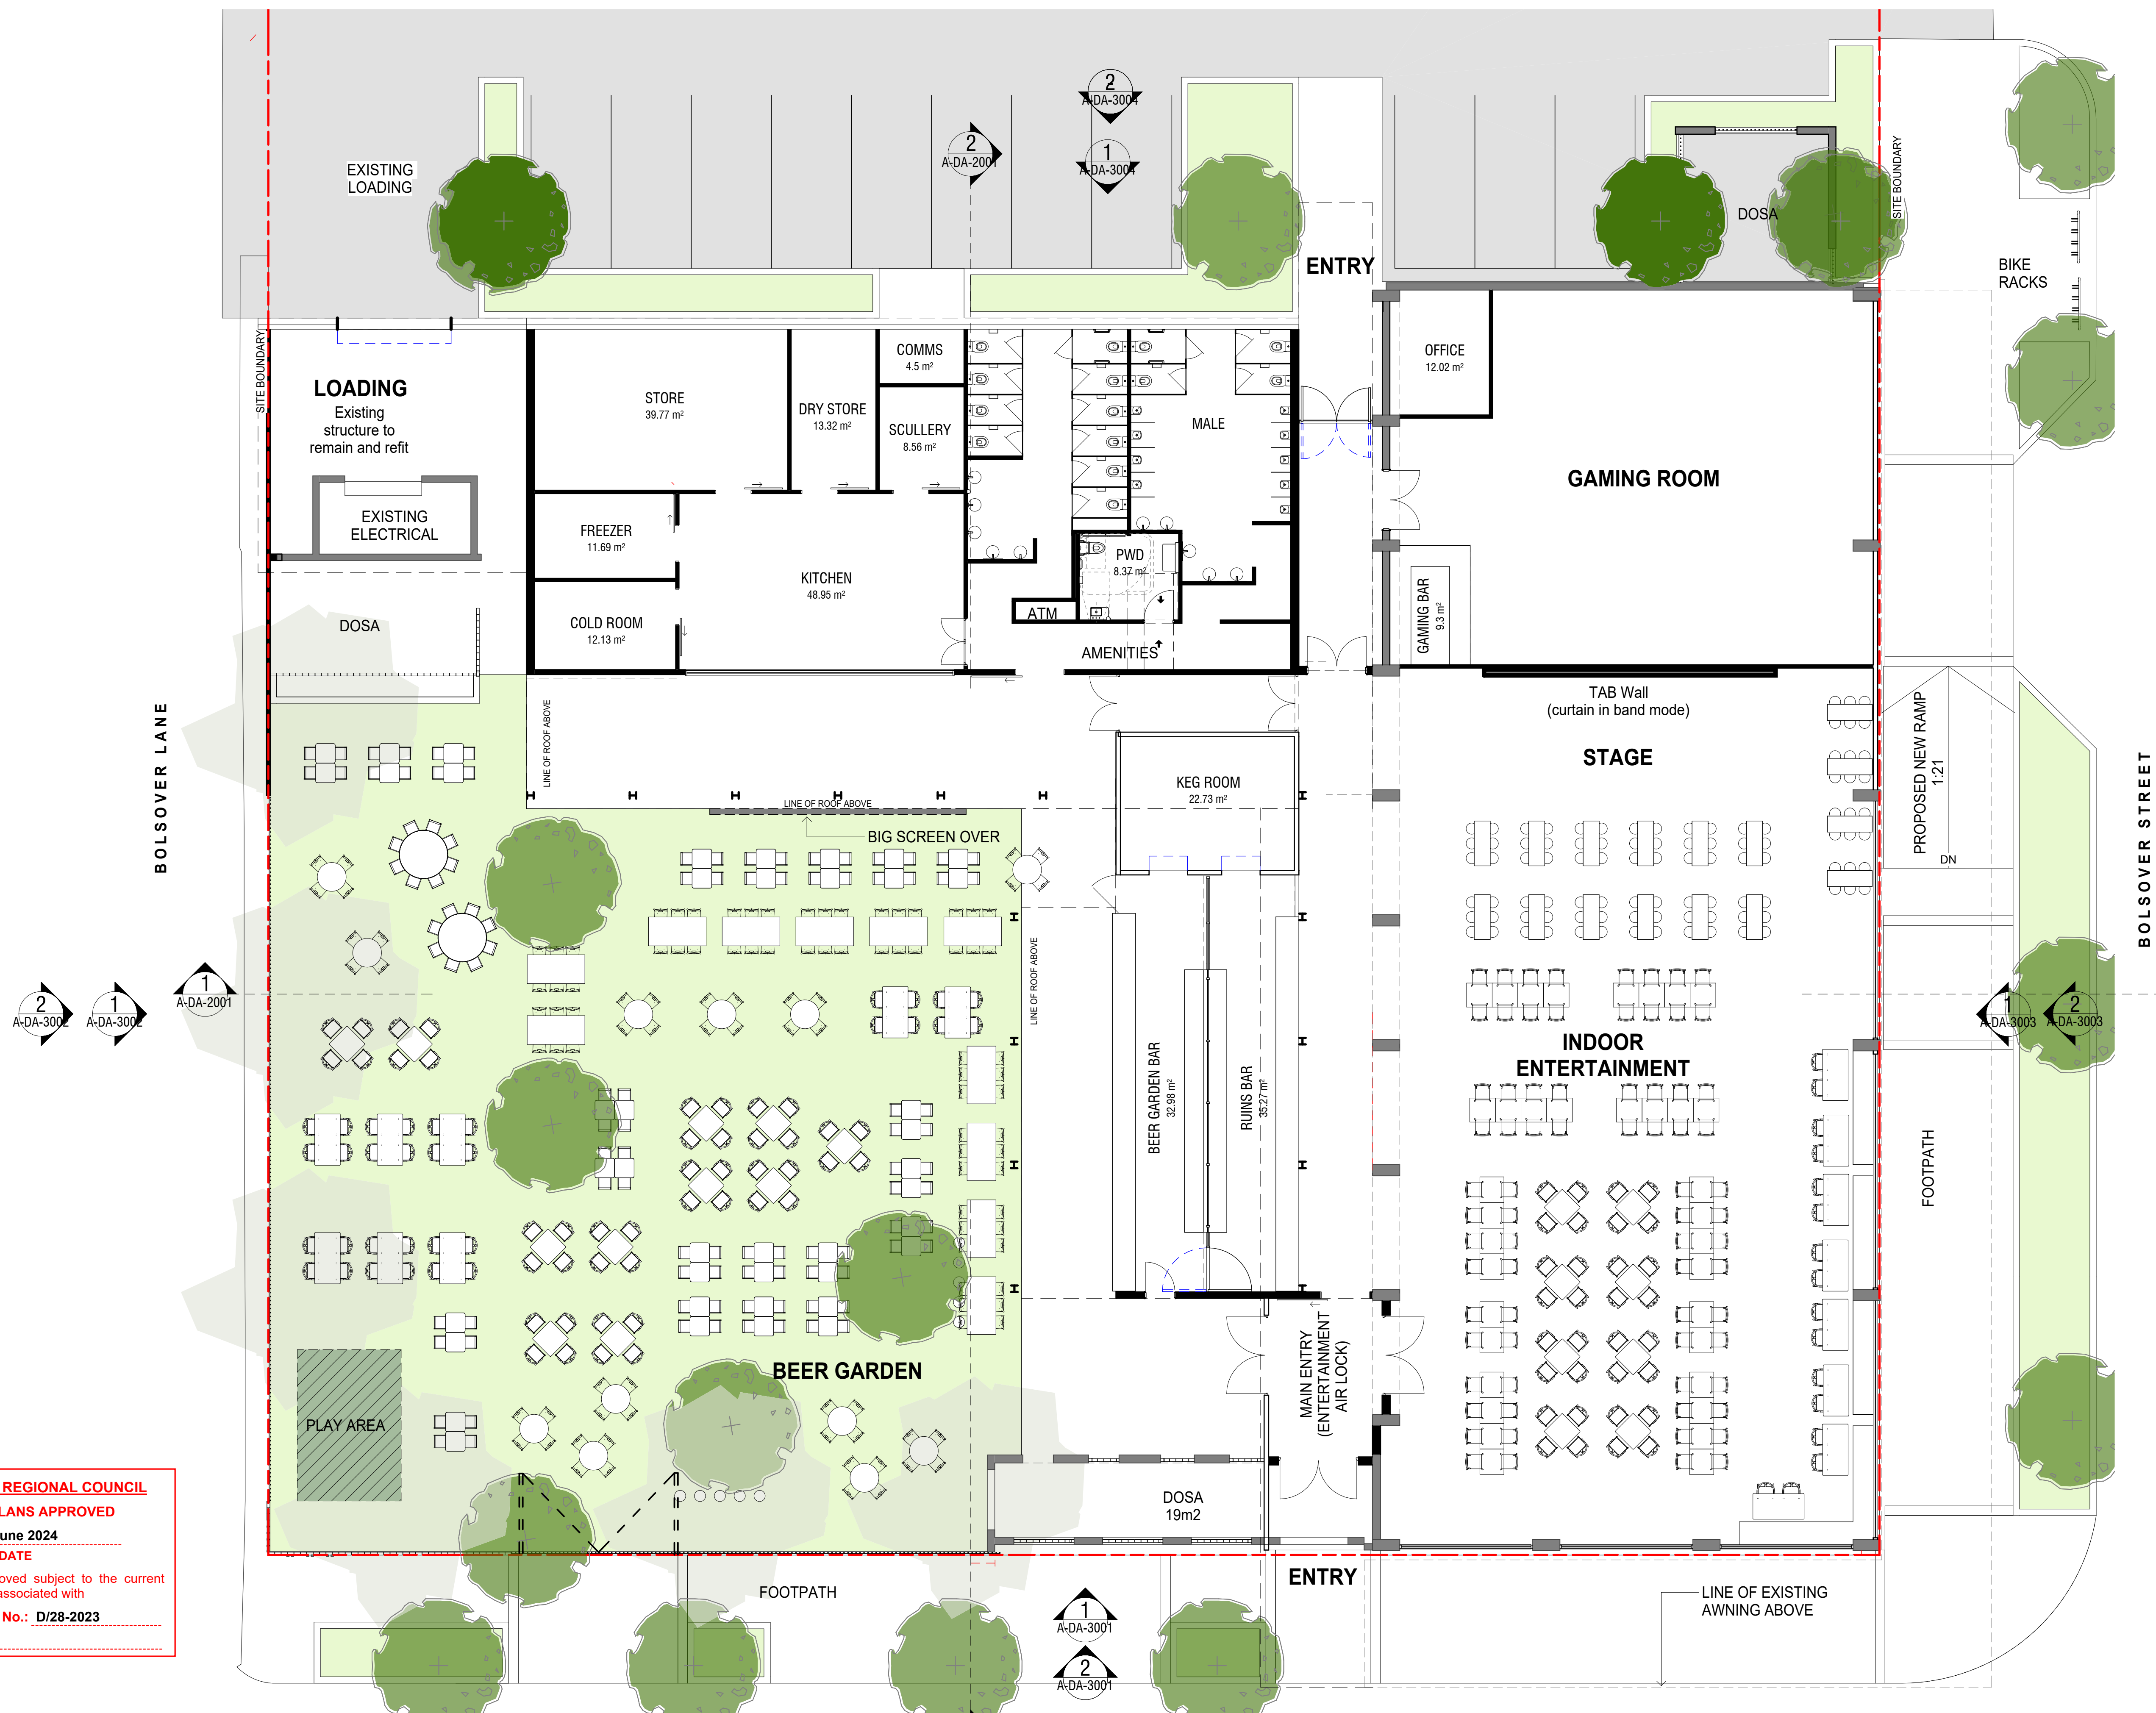 2
A-DA-3004
1
A-DA-3004
2
A-DA-2001
EXISTING
LOADING
SITE BOUNDARY
DOSA
ENTRY
BIKE
RACKS
SITE BOUNDARY
LOADING
Existing
structure to
remain and refit
EXISTING
ELECTRICAL
DOSA
STORE
39.77 m²
DRY STORE
13.32 m²
COMMS
4.5 m²
SCULLERY
8.56 m²
FREEZER
11.69 m²
COLD ROOM
12.13 m²
KITCHEN
48.95 m²
MALE
PWD
8.37 m²
ATM
AMENITIES
OFFICE
12.02 m²
GAMING ROOM
GAMING BAR
9.3 m²
TAB Wall
(curtain in band mode)
STAGE
PROPOSED NEW RAMP
1:21
DN
BOLSOVER LANE
BOLSOVER STREET
LINE OF ROOF ABOVE
LINE OF ROOF ABOVE
BIG SCREEN OVER
KEG ROOM
22.73 m²
LINE OF ROOF ABOVE
2
A-DA-3002
1
A-DA-3002
1
A-DA-2001
1
A-DA-3003
2
A-DA-3003
BEER GARDEN BAR
32.98 m²
RUINS BAR
35.27 m²
INDOOR
ENTERTAINMENT
FOOTPATH
BEER GARDEN
PLAY AREA
MAIN ENTRY
(ENTERTAINMENT
AIR LOCK)
DOSA
19m2
ENTRY
FOOTPATH
LINE OF EXISTING
AWNING ABOVE
1
A-DA-3001
2
A-DA-3001
REGIONAL COUNCIL
LANS APPROVED
une 2024
DATE
oved subject to the current
associated with
No.: D/28-2023